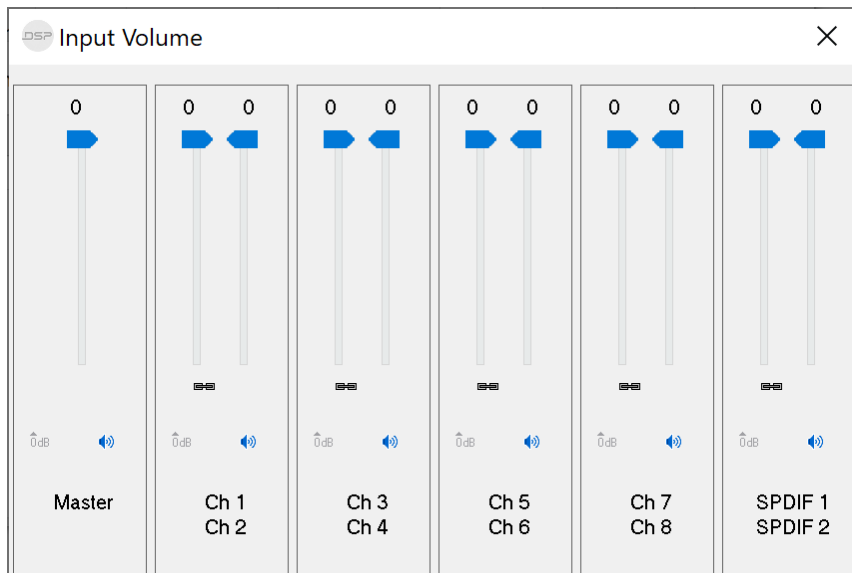 DSP Input Volume
0 0 0 0 0 0 0 0 0 0 0
0dB 0dB 0dB 0dB 0dB 0dB
Master Ch 1 Ch 3 Ch 5 Ch 7 SPDIF 1
Ch 2 Ch 4 Ch 6 Ch 8 SPDIF 2